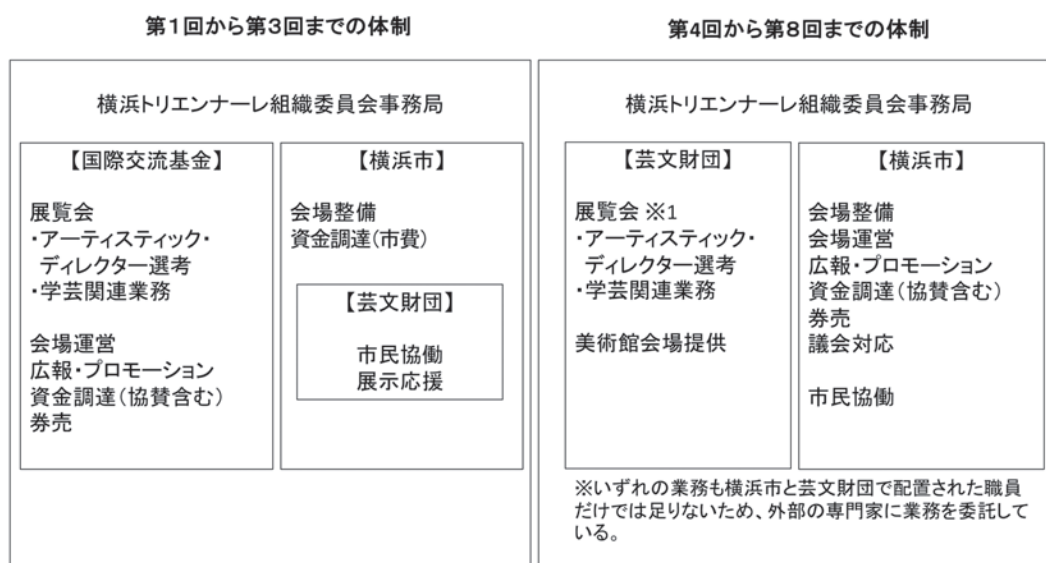 第1回から第3回までの体制
横浜トリエンナーレ組織委員会事務局
【国際交流基金】
展覧会
・アーティスティック・
ディレクター選考
・学芸関連業務
会場運営
広報・プロモーション
資金調達(協賛含む)
券売
【横浜市】
会場整備
資金調達(市費)
【芸文財団】
市民協働
展示応援
第4回から第8回までの体制
横浜トリエンナーレ組織委員会事務局
【芸文財団】
展覧会 ※1
・アーティスティック・
ディレクター選考
・学芸関連業務
美術館会場提供
【横浜市】
会場整備
会場運営
広報・プロモーション
資金調達(協賛含む)
券売
議会対応
市民協働
※いずれの業務も横浜市と芸文財団で配置された職員
だけでは足りないため、外部の専門家に業務を委託して
いる。